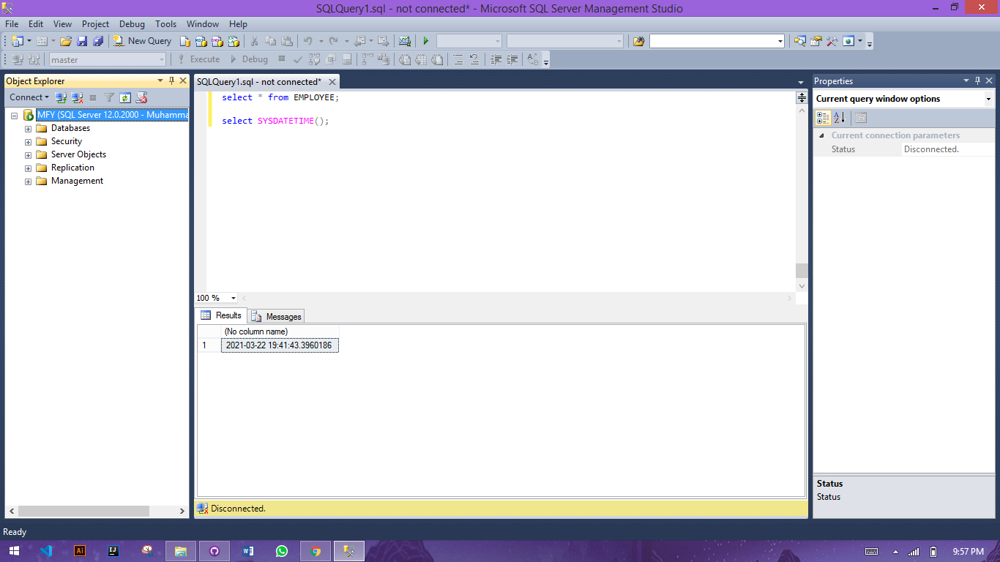 SQLQuery1.sql - not connected* - Microsoft SQL Server Management Studio
File Edit View Project Debug Tools Window Help
New Query
master
Execute
Debug
Object Explorer
Connect
MFY (SQL Server 12.0.2000 - Muhamma
Databases
Security
Server Objects
Replication
Management
SQLQuery1.sql - not connected*
select * from EMPLOYEE;
select SYSDATETIME();
100 %
Results
Messages
(No column name)
1 2021-03-22 19:41:43.3960186
Disconnected.
Properties
Current query window options
Current connection parameters
Status Disconnected.
Status
Status
Ready
Ai
IJ
9:57 PM